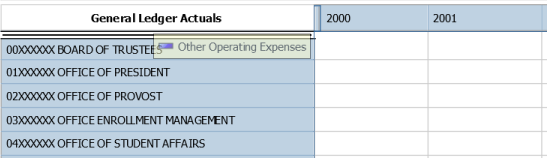 General Ledger Actuals 2000 2001
00XXXXXX BOARD OF TRUSTEES Other Operating Expenses
01XXXXXX OFFICE OF PRESIDENT
02XXXXXX OFFICE OF PROVOST
03XXXXXX OFFICE ENROLLMENT MANAGEMENT
04XXXXXX OFFICE OF STUDENT AFFAIRS